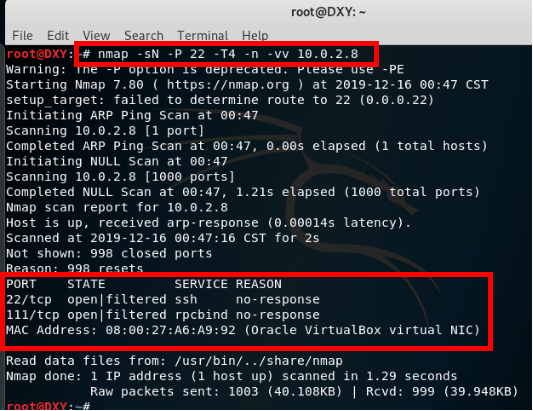 root@DXY: ~
File Edit View Search Terminal Help
root@DXY:~# nmap -sN -P 22 -T4 -n -vv 10.0.2.8
Warning: The -P option is deprecated. Please use -PE
Starting Nmap 7.80 ( https://nmap.org ) at 2019-12-16 00:47 CST
setup_target: failed to determine route to 22 (0.0.0.22)
Initiating ARP Ping Scan at 00:47
Scanning 10.0.2.8 [1 port]
Completed ARP Ping Scan at 00:47, 0.00s elapsed (1 total hosts)
Initiating NULL Scan at 00:47
Scanning 10.0.2.8 [1000 ports]
Completed NULL Scan at 00:47, 1.21s elapsed (1000 total ports)
Nmap scan report for 10.0.2.8
Host is up, received arp-response (0.00014s latency).
Scanned at 2019-12-16 00:47:16 CST for 2s
Not shown: 998 closed ports
Reason: 998 resets
PORT    STATE         SERVICE REASON
22/tcp  open|filtered ssh     no-response
111/tcp open|filtered rpcbind no-response
MAC Address: 08:00:27:A6:A9:92 (Oracle VirtualBox virtual NIC)
Read data files from: /usr/bin/../share/nmap
Nmap done: 1 IP address (1 host up) scanned in 1.29 seconds
           Raw packets sent: 1003 (40.108KB) | Rcvd: 999 (39.948KB)
root@DXY:~#